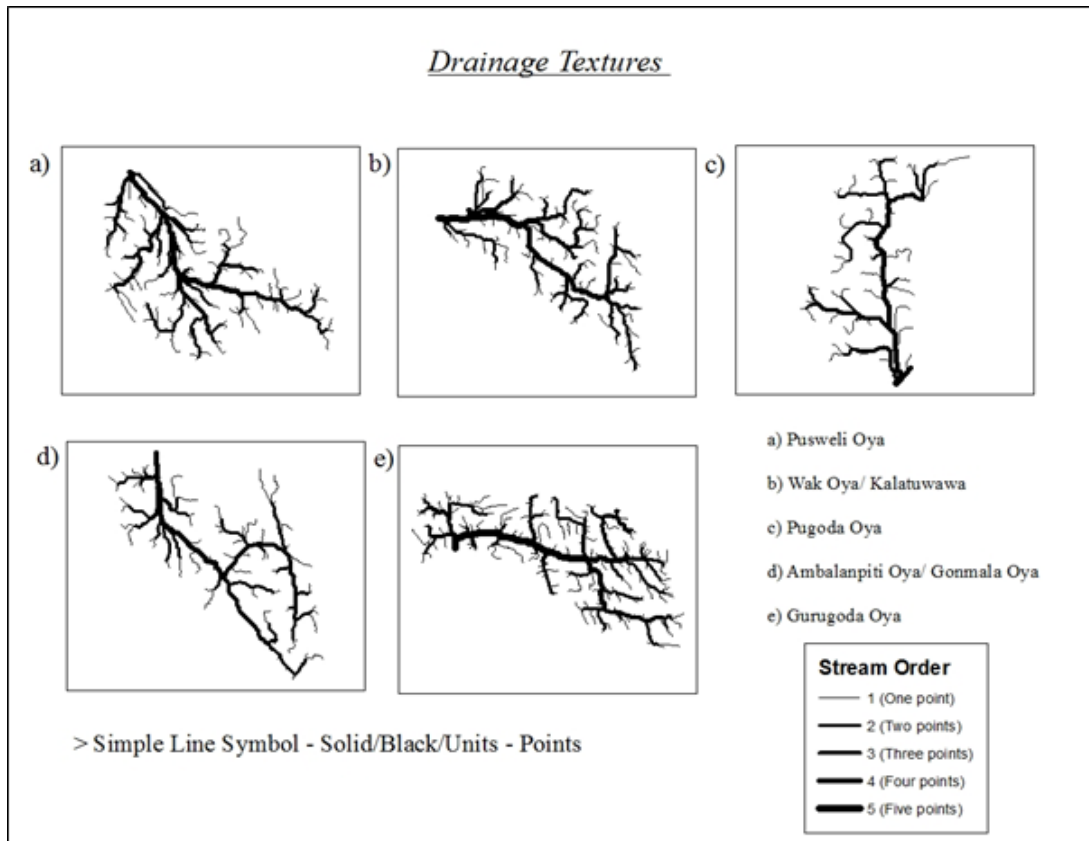 Drainage Textures
a)
b)
c)
d)
e)
a) Pusweli Oya
b) Wak Oya/ Kalatuwawa
c) Pugoda Oya
d) Ambalanpiti Oya/ Gonmala Oya
e) Gurugoda Oya
Stream Order
1 (One point)
2 (Two points)
3 (Three points)
4 (Four points)
5 (Five points)
> Simple Line Symbol - Solid/Black/Units - Points